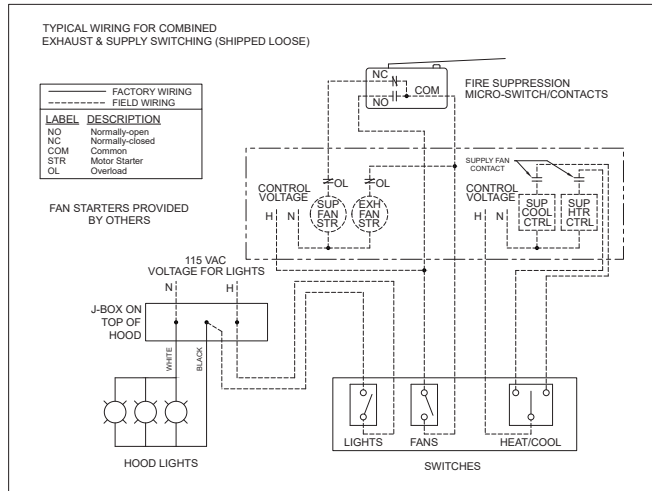 TYPICAL WIRING FOR COMBINED
EXHAUST & SUPPLY SWITCHING (SHIPPED LOOSE)
FACTORY WIRING
FIELD WIRING
LABEL DESCRIPTION
NO Normally-open
NC Normally-closed
COM Common
STR Motor Starter
OL Overload
FAN STARTERS PROVIDED
BY OTHERS
NC
COM
NO
FIRE SUPPRESSION
MICRO-SWITCH/CONTACTS
CONTROL
VOLTAGE
H N
OL
OL
SUP
FAN
STR
EXH
FAN
STR
SUPPLY FAN
CONTACT
CONTROL
VOLTAGE
H N
SUP
COOL
CTRL
SUP
HTR
CTRL
115 VAC
VOLTAGE FOR LIGHTS
N H
J-BOX ON
TOP OF
HOOD
WHITE
BLACK
HOOD LIGHTS
LIGHTS
FANS
HEAT/COOL
SWITCHES